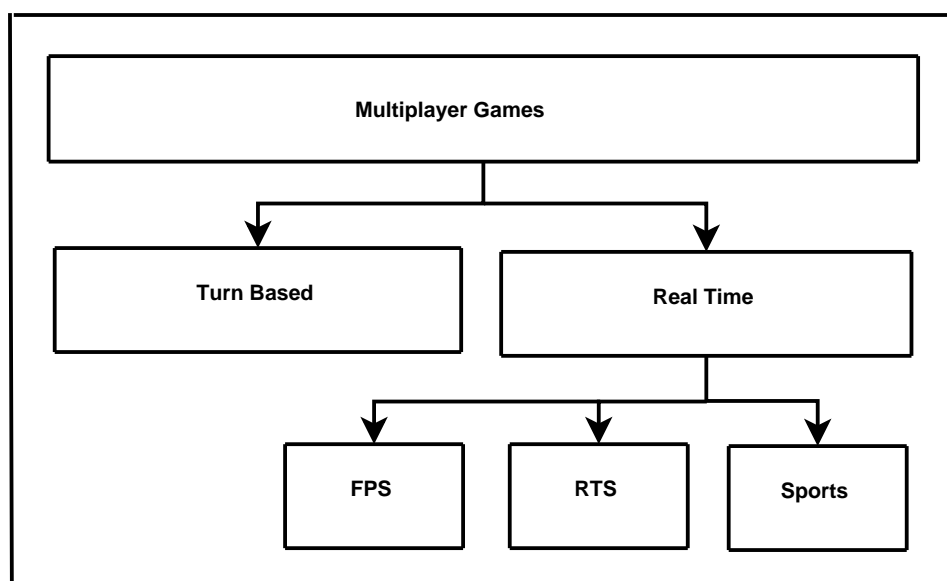 Multiplayer Games
Turn Based
Real Time
FPS
RTS
Sports